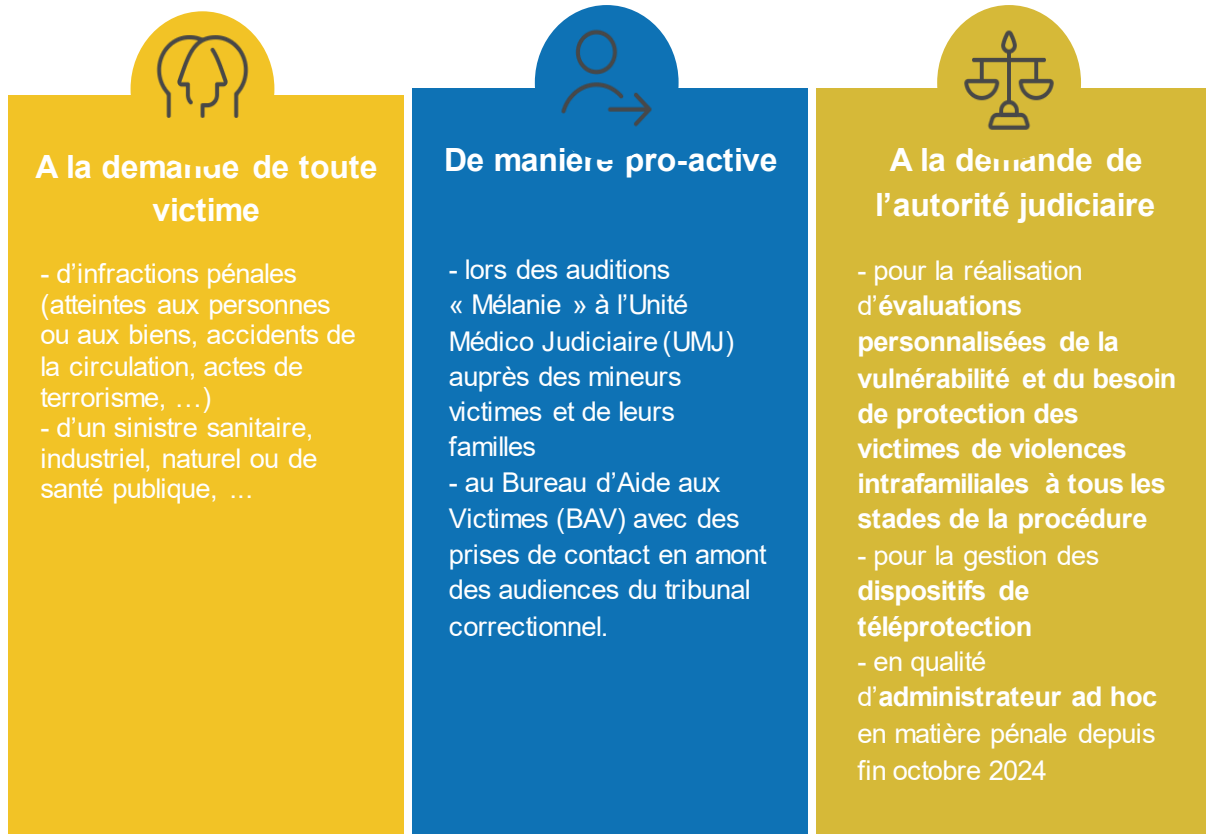 A la demande de toute
victime
- d'infractions pénales
(atteintes aux personnes
ou aux biens, accidents de
la circulation, actes de
terrorisme, …)
- d'un sinistre sanitaire,
industriel, naturel ou de
santé publique, …
De manière pro-active
- lors des auditions
« Mélanie » à l'Unité
Médico Judiciaire (UMJ)
auprès des mineurs
victimes et de leurs
familles
- au Bureau d'Aide aux
Victimes (BAV) avec des
prises de contact en amont
des audiences du tribunal
correctionnel.
A la demande de
l'autorité judiciaire
- pour la réalisation
d'évaluations
personnalisées de la
vulnérabilité et du besoin
de protection des
victimes de violences
intrafamiliales à tous les
stades de la procédure
- pour la gestion des
dispositifs de
téléprotection
- en qualité
d'administrateur ad hoc
en matière pénale depuis
fin octobre 2024